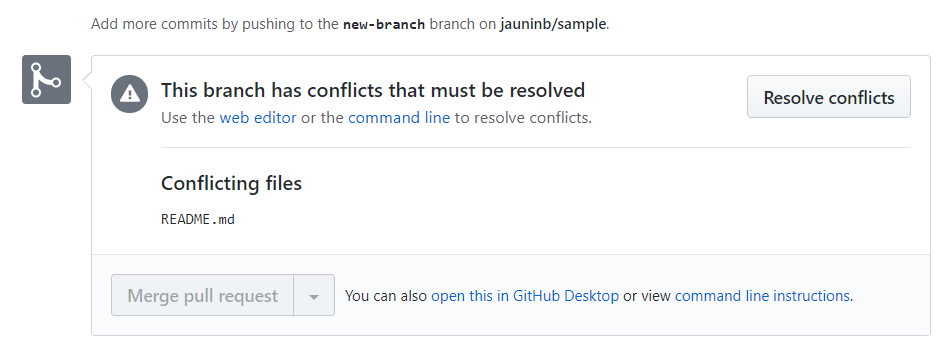 Add more commits by pushing to the new-branch branch on jauninb/sample.
This branch has conflicts that must be resolved
Resolve conflicts
Use the web editor or the command line to resolve conflicts.
Conflicting files
README.md
Merge pull request
You can also open this in GitHub Desktop or view command line instructions.